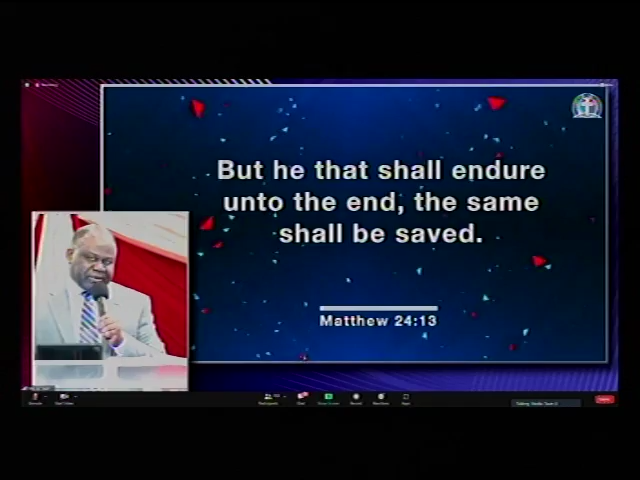 But he that shall endure
unto the end, the same
shall be saved.
Matthew 24:13